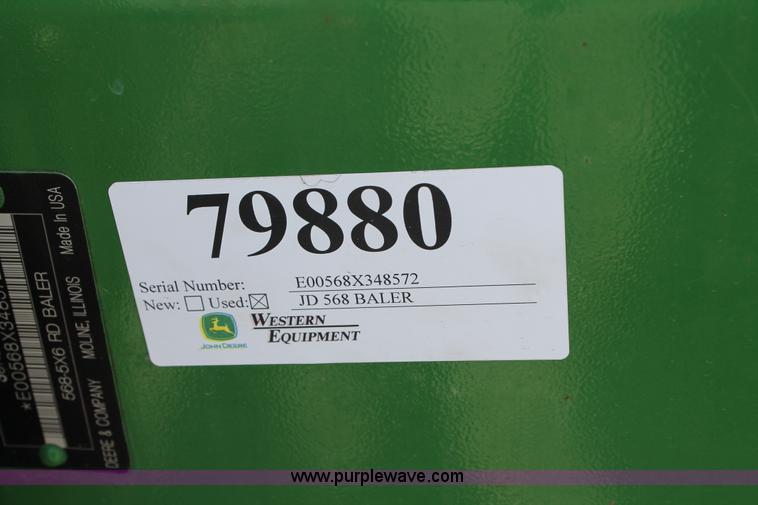 79880
Serial Number: E00568X348572
New: Used: JD 568 BALER
JOHN DEERE
WESTERN
EQUIPMENT
*E00568X34857
568-5X6 RD BALER
DEERE & COMPANY MOLINE, ILLINOIS Made In USA
www.purplewave.com